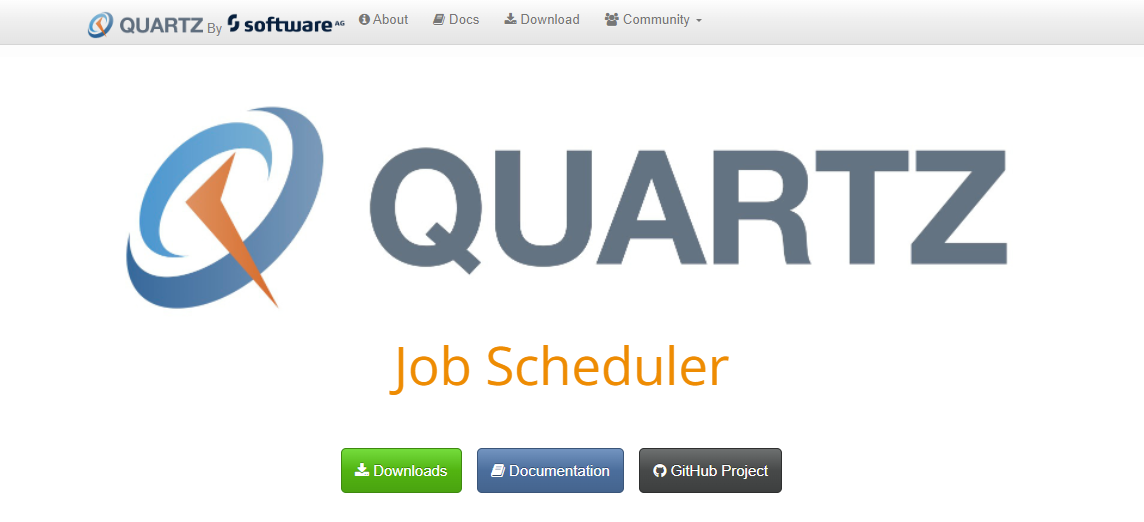 QUARTZ By software AG About Docs Download Community
QUARTZ
Job Scheduler
Downloads Documentation GitHub Project